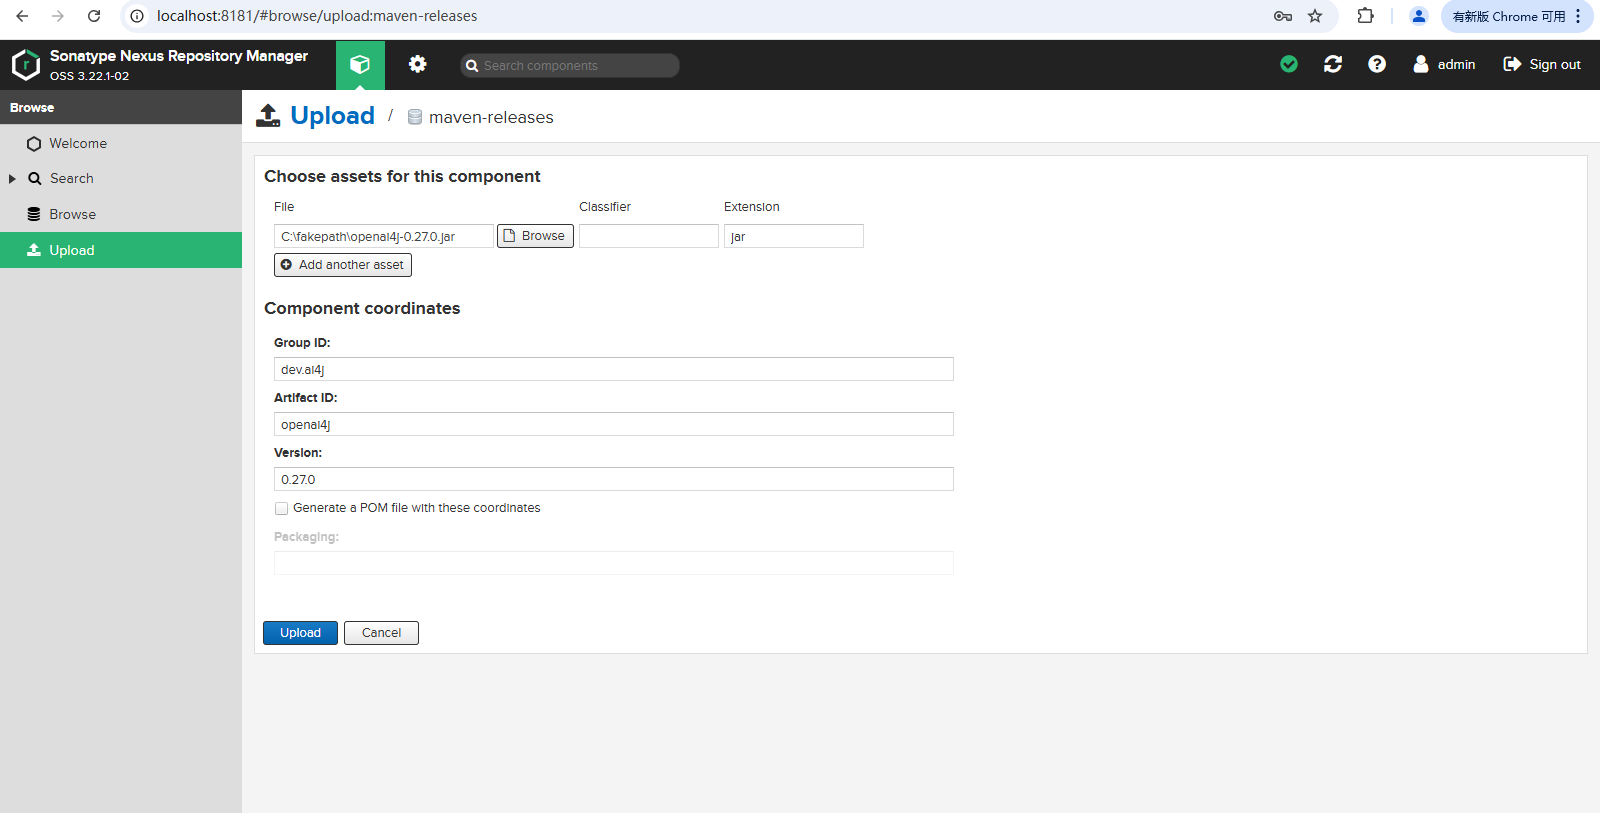 localhost:8181/#browse/upload:maven-releases
有新版 Chrome 可用
Sonatype Nexus Repository Manager
OSS 3.22.1-02
Search components
admin
Sign out
Browse
Welcome
Search
Browse
Upload
Upload / maven-releases
Choose assets for this component
File Classifier Extension
C:\fakepath\openai4j-0.27.0.jar Browse jar
Add another asset
Component coordinates
Group ID:
dev.ai4j
Artifact ID:
openai4j
Version:
0.27.0
Generate a POM file with these coordinates
Packaging:
Upload Cancel